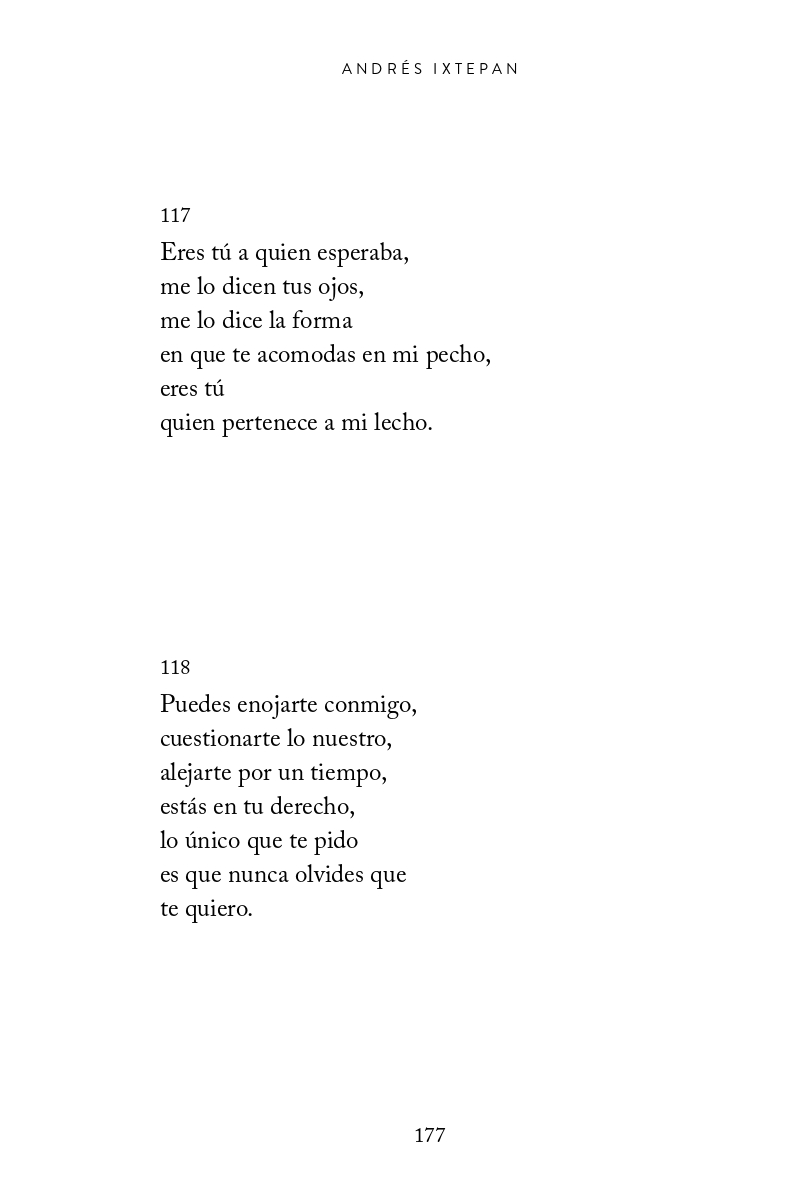 ANDRÉS IXTEPAN
117
Eres tú a quien esperaba,
me lo dicen tus ojos,
me lo dice la forma
en que te acomodas en mi pecho,
eres tú
quien pertenece a mi lecho.
118
Puedes enojarte conmigo,
cuestionarte lo nuestro,
alejarte por un tiempo,
estás en tu derecho,
lo único que te pido
es que nunca olvides que
te quiero.
177